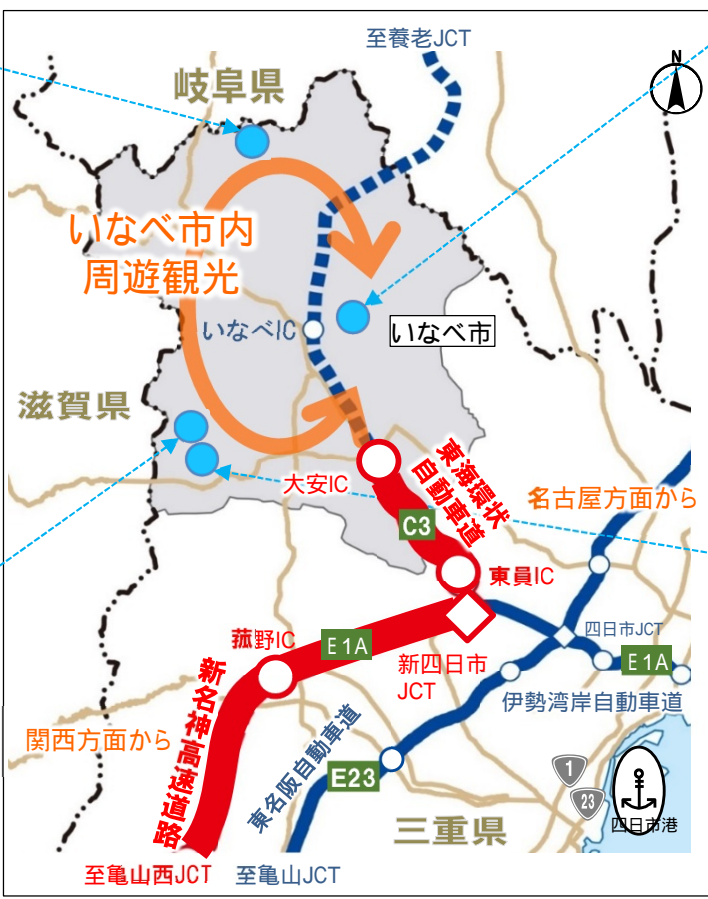 至養老JCT
N
岐阜県
いなべ市内
周遊観光
いなべIC
いなべ市
滋賀県
大安IC
東海環状
自動車道
名古屋方面から
C3
東員IC
四日市JCT
菰野IC
E1A
新四日市
JCT
E1A
伊勢湾岸自動車道
新名神高速道路
関西方面から
東名阪自動車道
E23
1
23
四日市港
三重県
至亀山西JCT
至亀山JCT